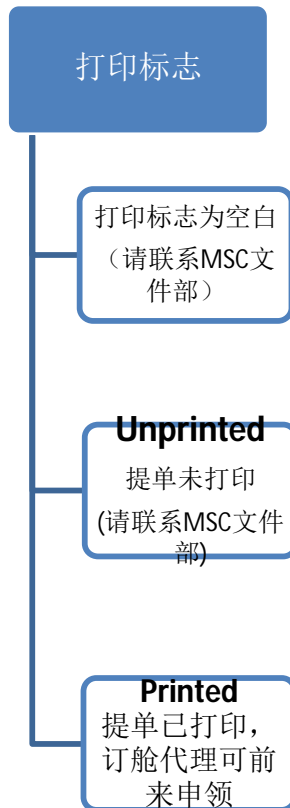 打印标志
打印标志为空白
（请联系MSC文
件部）
Unprinted
提单未打印
(请联系MSC文件
部)
Printed
提单已打印，
订舱代理可前
来申领